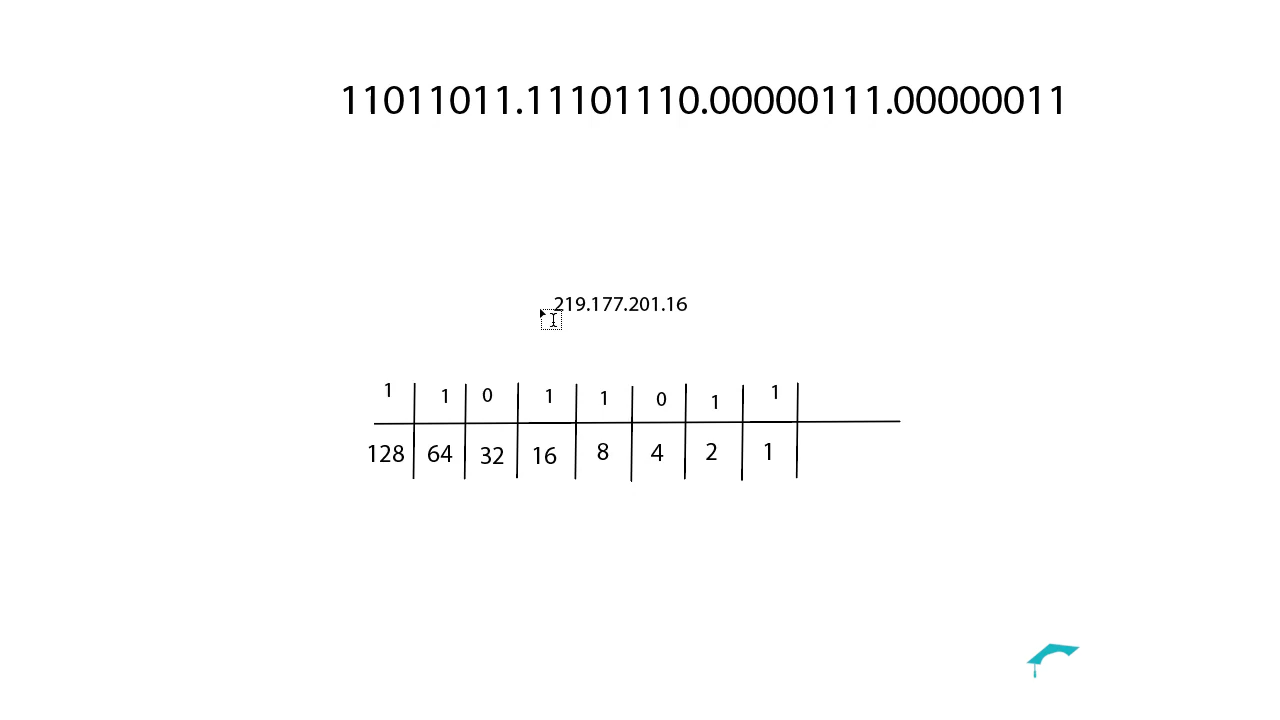 11011011.11101110.00000111.00000011
219.177.201.16
1 1 0 1 1 0 1 1
128 64 32 16 8 4 2 1